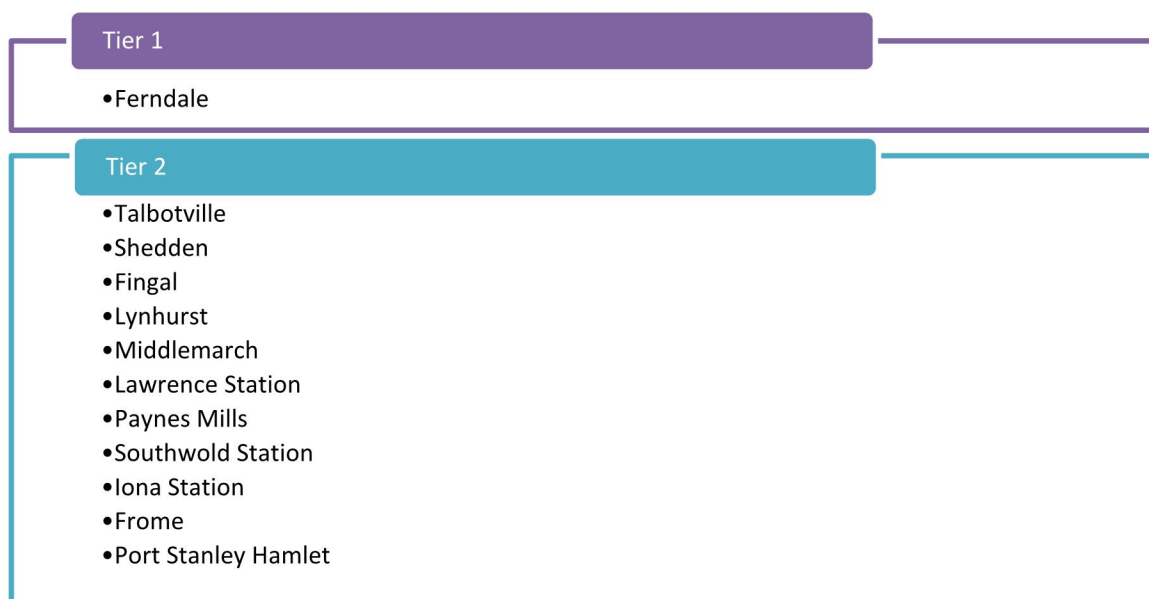 Tier 1
•Ferndale
Tier 2
•Talbotville
•Shedden
•Fingal
•Lynhurst
•Middlemarch
•Lawrence Station
•Paynes Mills
•Southwold Station
•Iona Station
•Frome
•Port Stanley Hamlet